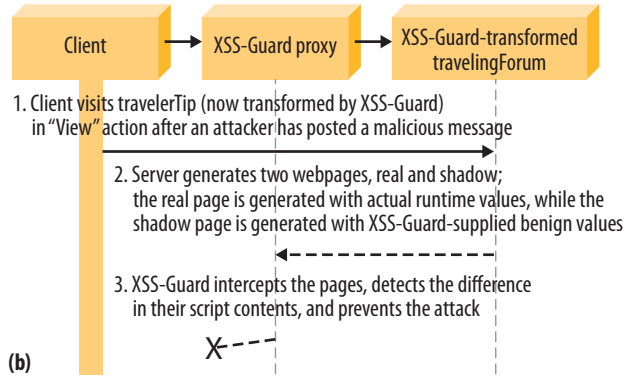 Client
XSS-Guard proxy
XSS-Guard-transformed
travelingForum
1. Client visits travelerTip (now transformed by XSS-Guard)
in “View” action after an attacker has posted a malicious message
2. Server generates two webpages, real and shadow;
the real page is generated with actual runtime values, while the
shadow page is generated with XSS-Guard-supplied benign values
3. XSS-Guard intercepts the pages, detects the difference
in their script contents, and prevents the attack
X
(b)